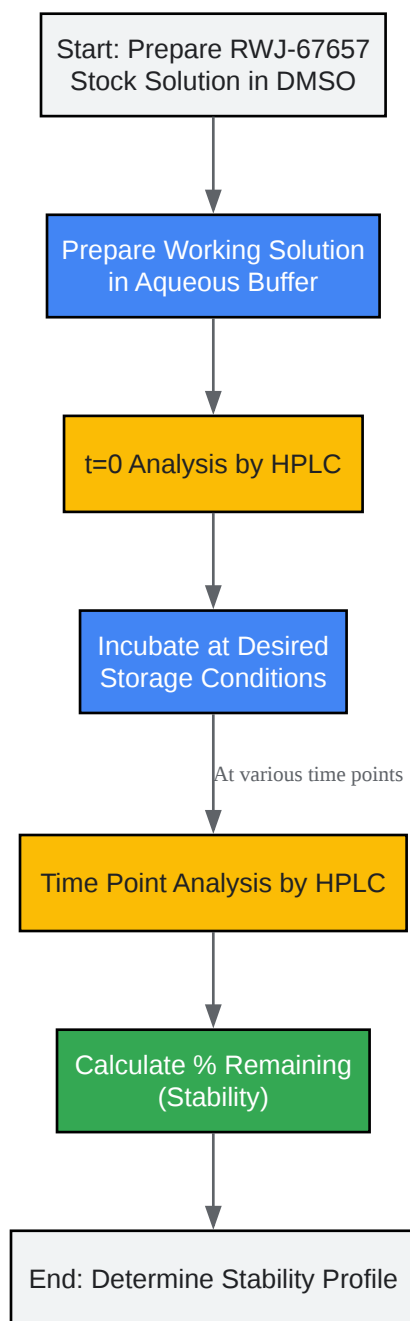 Start: Prepare RWJ-67657
Stock Solution in DMSO
Prepare Working Solution
in Aqueous Buffer
t=0 Analysis by HPLC
Incubate at Desired
Storage Conditions
At various time points
Time Point Analysis by HPLC
Calculate % Remaining
(Stability)
End: Determine Stability Profile